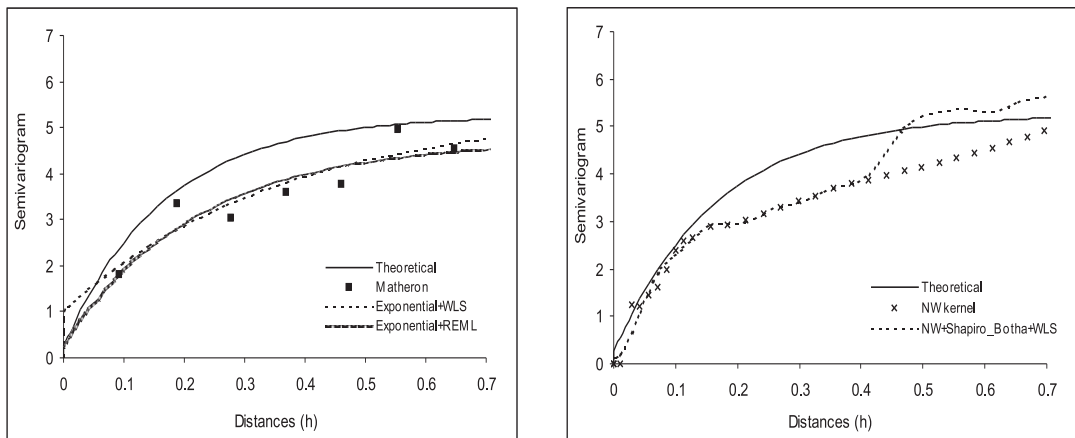 7
6
5
4
3
2
1
0
Semivariogram
Theoretical
Matheron
Exponential+WLS
Exponential+REML
0 0.1 0.2 0.3 0.4 0.5 0.6 0.7
Distances (h)
7
6
5
4
3
2
1
0
Semivariogram
Theoretical
NW kernel
NW+Shapiro_Botha+WLS
0 0.1 0.2 0.3 0.4 0.5 0.6 0.7
Distances (h)